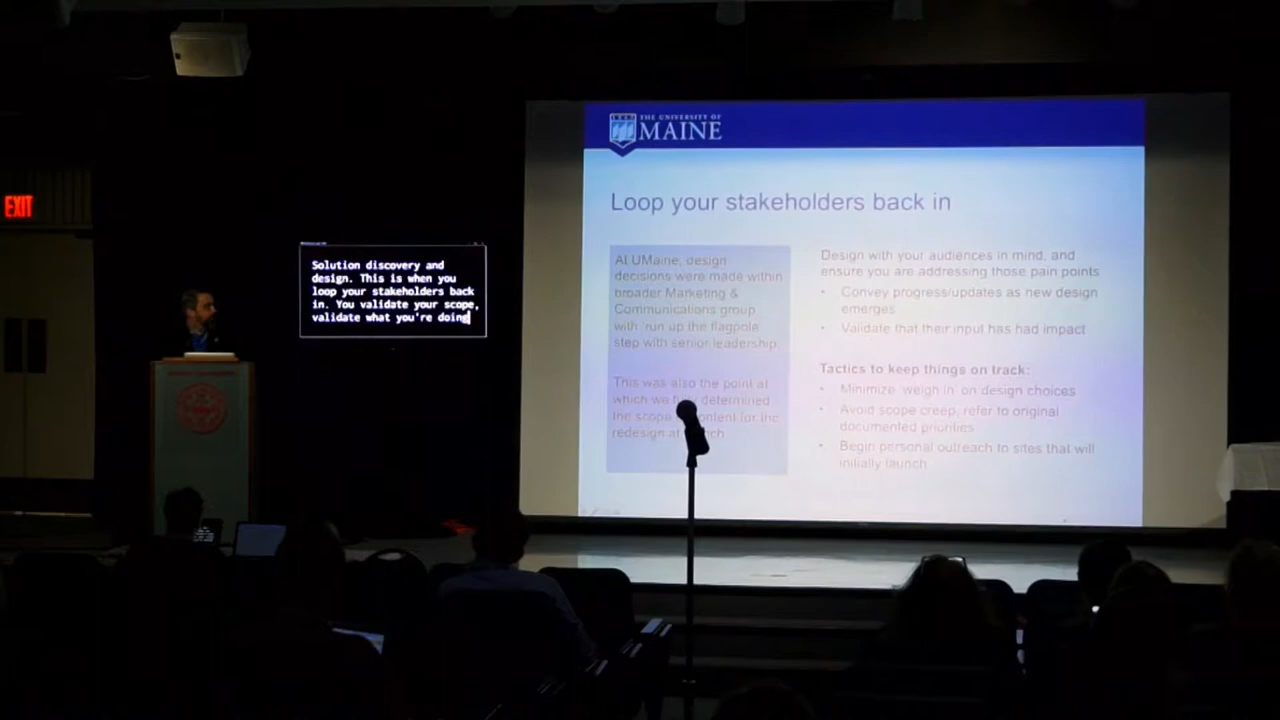 EXIT
Solution discovery and
design. This is when you
loop your stakeholders back
in. You validate your scope,
validate what you're doing
THE UNIVERSITY OF
MAINE
Loop your stakeholders back in
At UMaine, design
decisions were made within
broader Marketing &
Communications group
with 'run up the flagpole
step with senior leadership.
This was also the point at
which we determined
the scope content for the
redesign at
Design with your audiences in mind, and
ensure you are addressing those pain points
• Convey progress/updates as new design
emerges
• Validate that their input has had impact
Tactics to keep things on track:
• Minimize 'weigh in' on design choices
• Avoid scope creep, refer to original
documented priorities
• Begin personal outreach to sites that will
initially launch